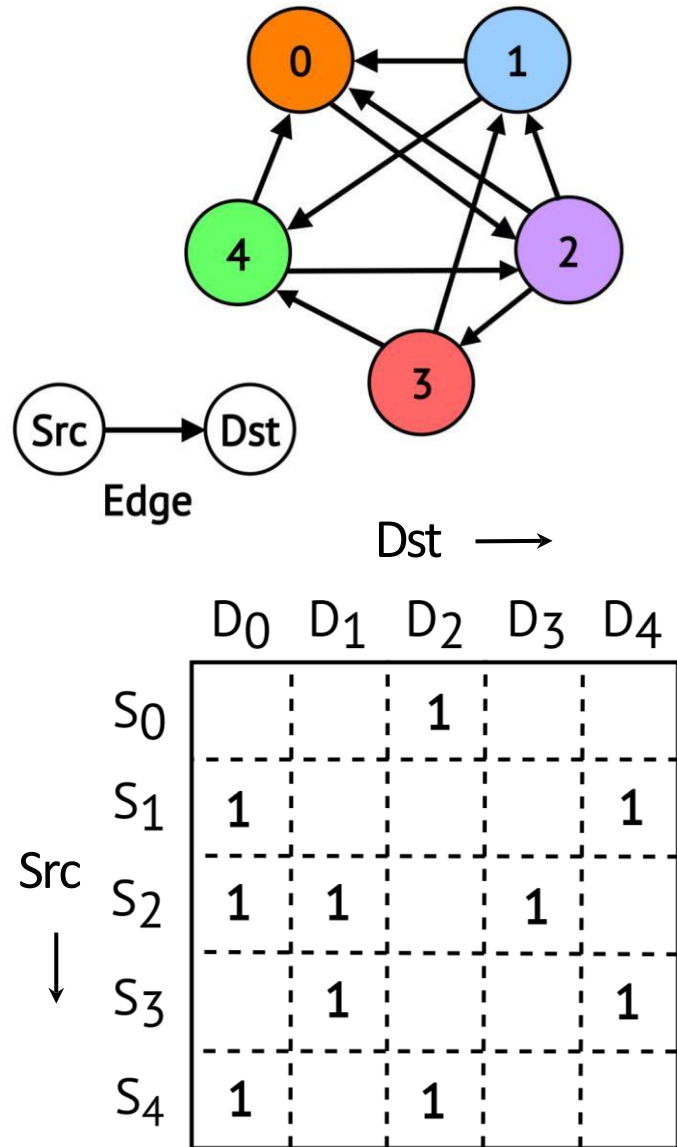 0 1
4 2
3
Src Dst
Edge
Dst
D0 D1 D2 D3 D4
S0 1
S1 1 1
Src
S2 1 1 1
S3 1 1
S4 1 1